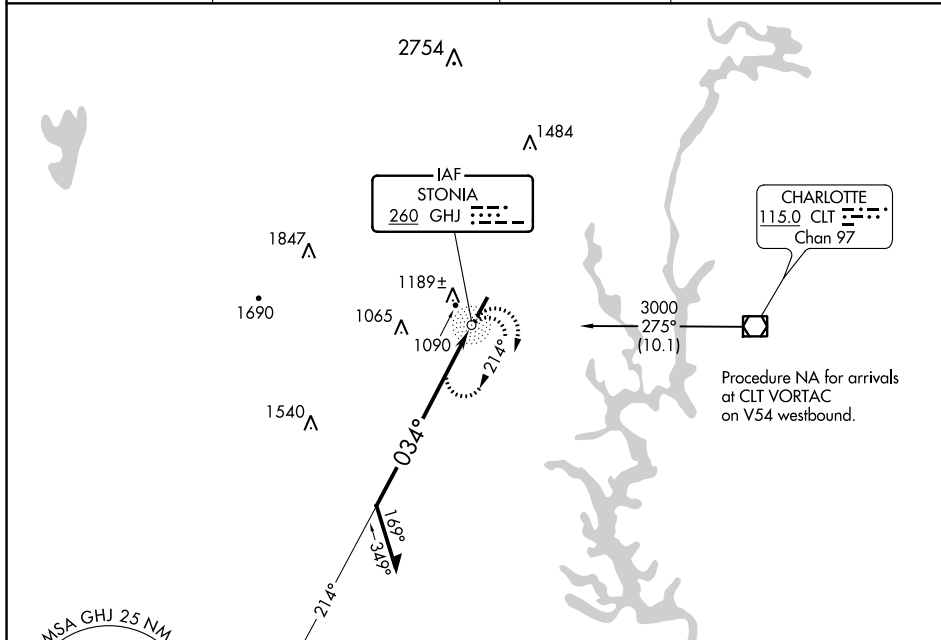 2754
1484
IAF
STONIA
260 GHJ
CHARLOTTE
115.0 CLT
Chan 97
1847
1189±
1690
1065
1090
3000
275°
(10.1)
214°
Procedure NA for arrivals
at CLT VORTAC
on V54 westbound.
1540
034°
169°
349°
214°
MSA GHJ 25 NM